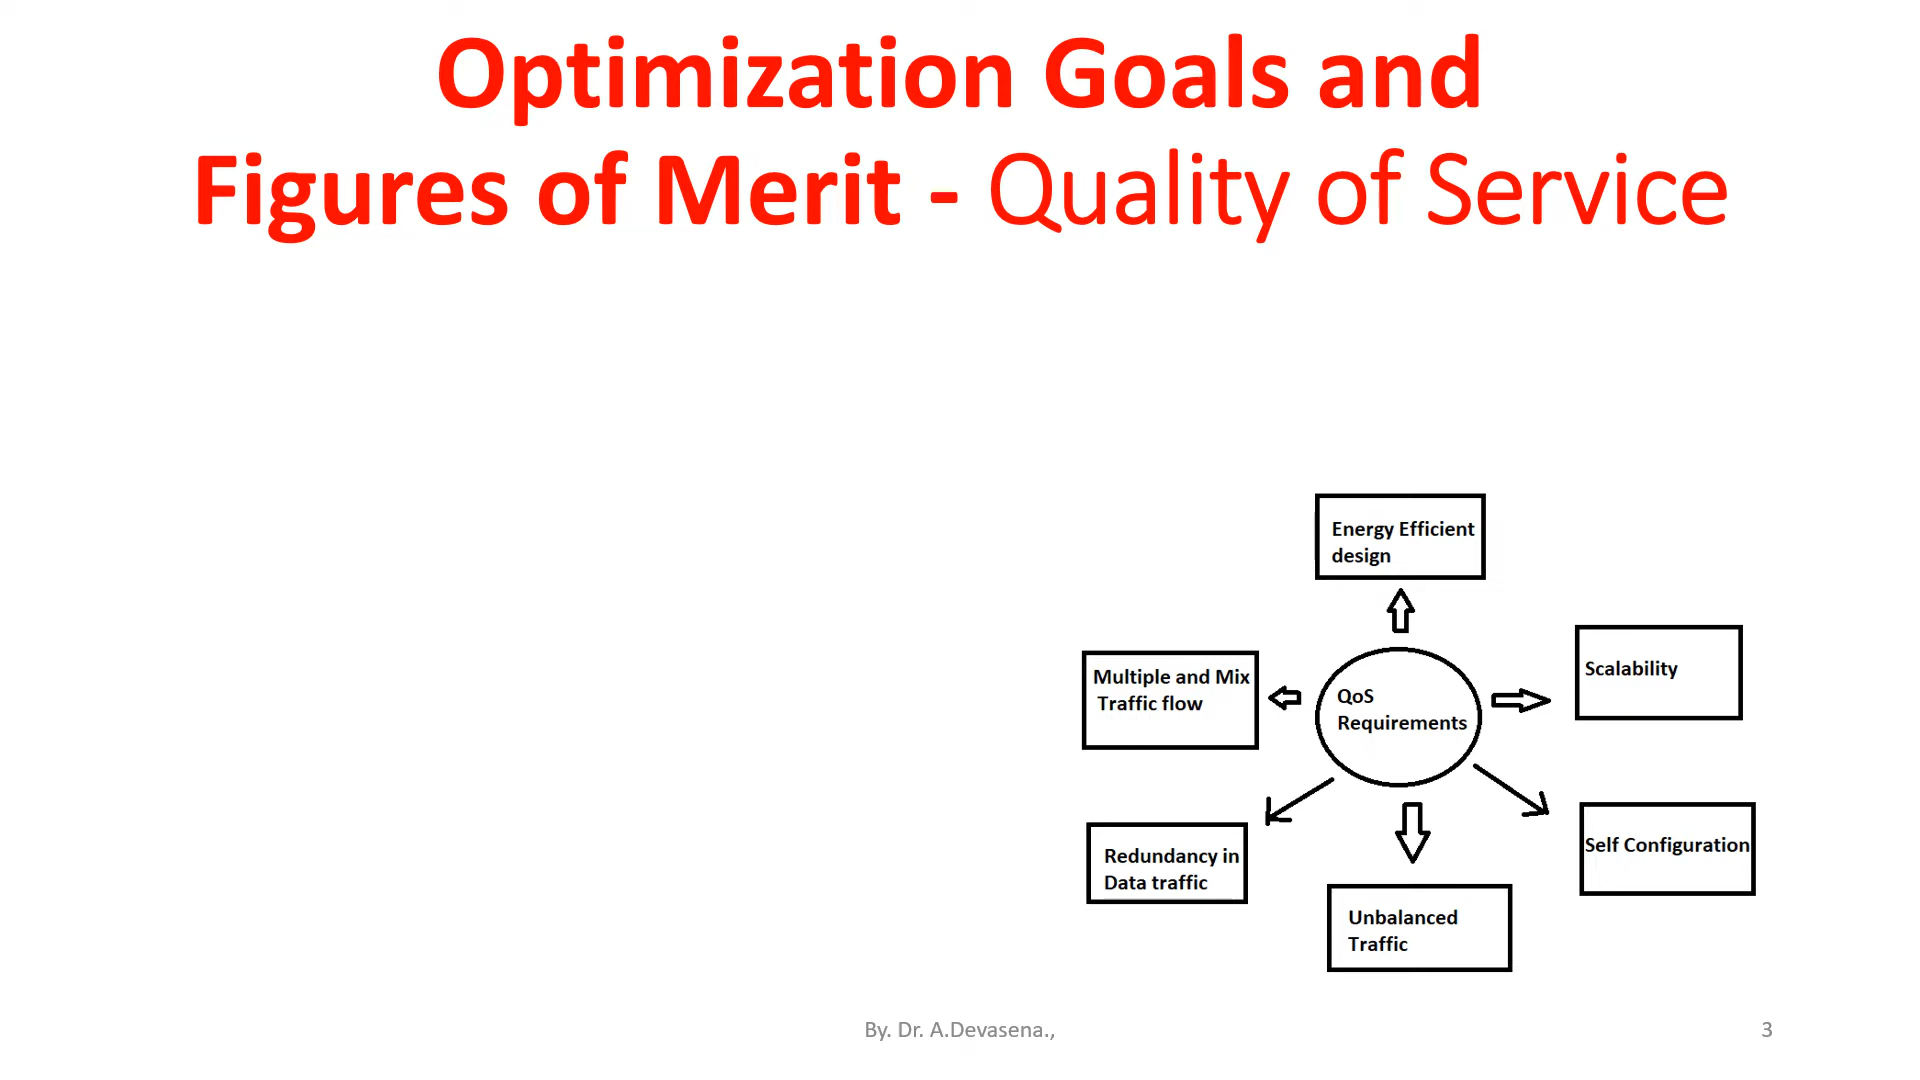 Optimization Goals and
Figures of Merit - Quality of Service
Energy Efficient
design
Scalability
Multiple and Mix
Traffic flow
QoS
Requirements
Redundancy in
Data traffic
Self Configuration
Unbalanced
Traffic
By. Dr. A.Devasena.,
3